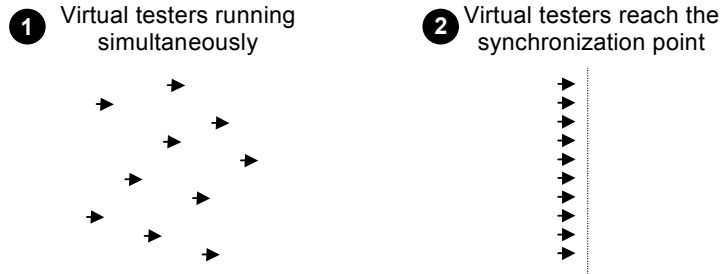 1 Virtual testers running
simultaneously
2 Virtual testers reach the
synchronization point